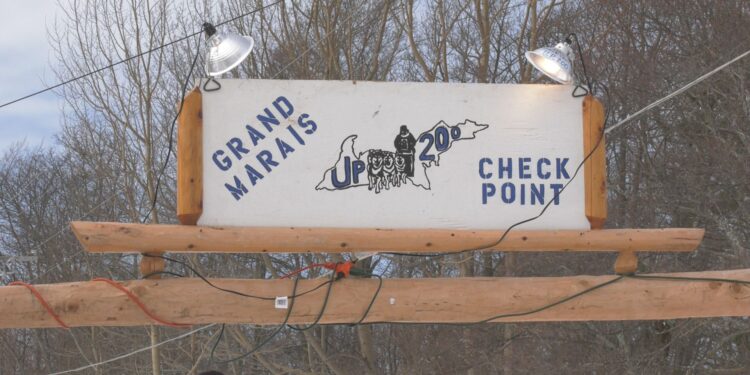 GRAND
MARAIS
UP 200
CHECK
POINT